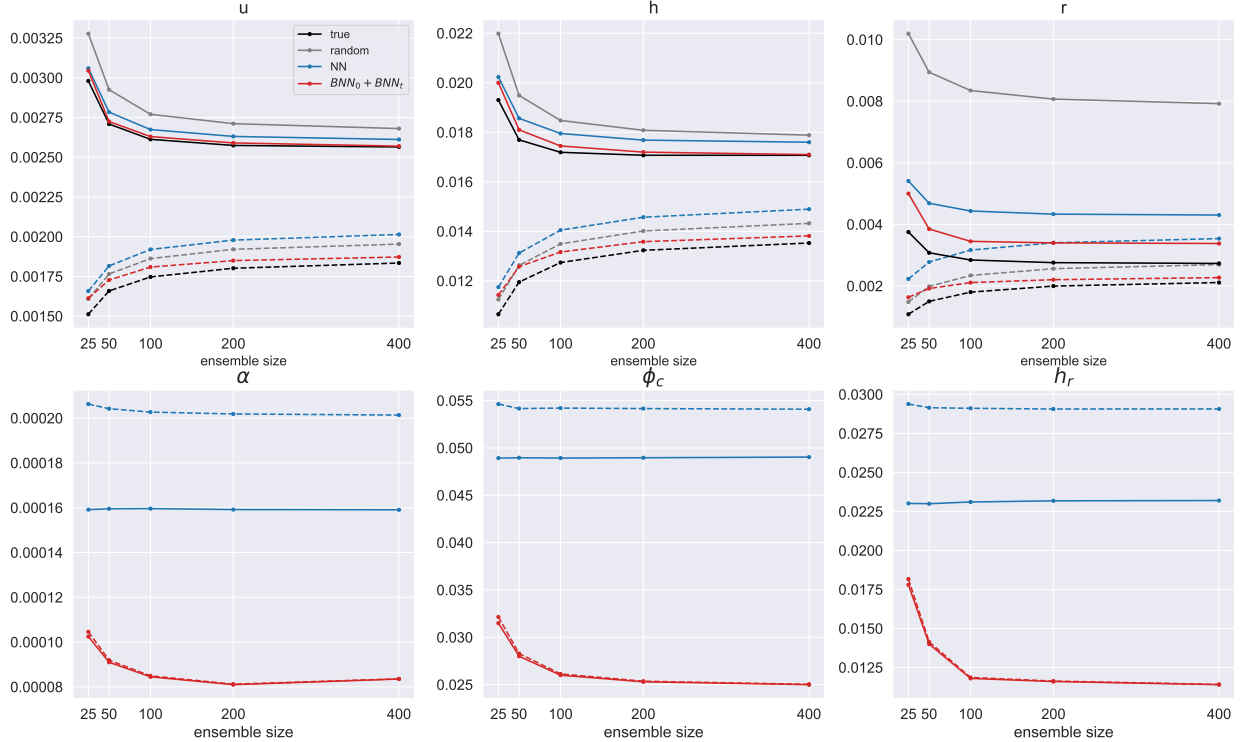 u
0.00325
0.00300
0.00275
0.00250
0.00225
0.00200
0.00175
0.00150
true
random
NN
BNN₀ + BNNₜ
25 50 100 200 400
ensemble size
h
0.022
0.020
0.018
0.016
0.014
0.012
25 50 100 200 400
ensemble size
r
0.010
0.008
0.006
0.004
0.002
25 50 100 200 400
ensemble size
α
0.00020
0.00018
0.00016
0.00014
0.00012
0.00010
0.00008
25 50 100 200 400
ensemble size
ϕ_c
0.055
0.050
0.045
0.040
0.035
0.030
0.025
25 50 100 200 400
ensemble size
h_r
0.0300
0.0275
0.0250
0.0225
0.0200
0.0175
0.0150
0.0125
25 50 100 200 400
ensemble size